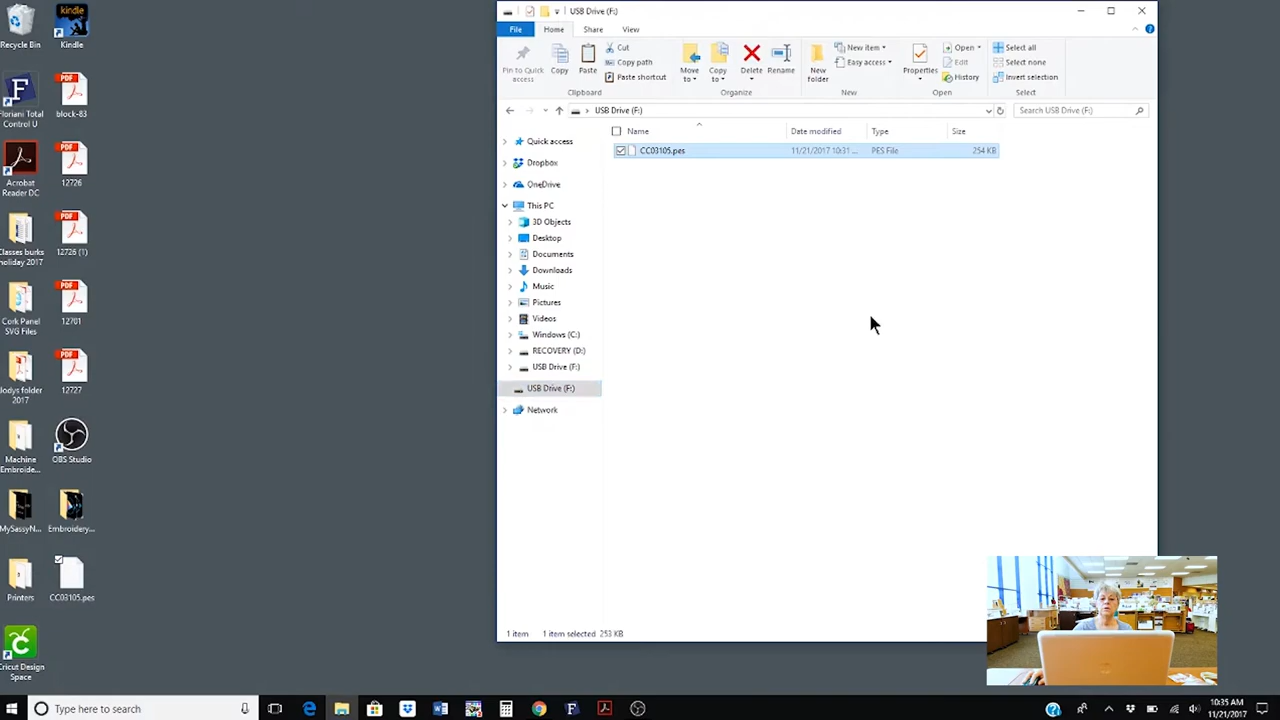 USB Drive (F:)
File Home Share View
Pin to Quick access
Copy
Paste
Cut
Copy path
Paste shortcut
Clipboard
Move to
Copy to
Delete
Rename
Organize
New folder
New item
Easy access
New
Properties
Open
Edit
History
Open
Select all
Select none
Invert selection
Select
USB Drive (F:)
Search USB Drive (F:)
Name Date modified Type Size
CC03105.pes 11/21/2017 10:31 ... PES File 254 KB
Quick access
Dropbox
OneDrive
This PC
3D Objects
Desktop
Documents
Downloads
Music
Pictures
Videos
Windows (C:)
RECOVERY (D:)
USB Drive (F:)
USB Drive (F:)
Network
1 item 1 item selected 253 KB
Recycle Bin
kindle
Kindle
Floriani Total
Control U
PDF
block-83
Acrobat
Reader DC
PDF
12726
Classes burks
holiday 2017
PDF
12726 (1)
Cork Panel
SVG Files
PDF
12701
Jodys folder
2017
PDF
12727
Machine
Embroide...
OBS Studio
MySassyN...
Embroidery...
Printers
CC03105.pes
Cricut Design
Space
Type here to search
10:35 AM
11/21/2017